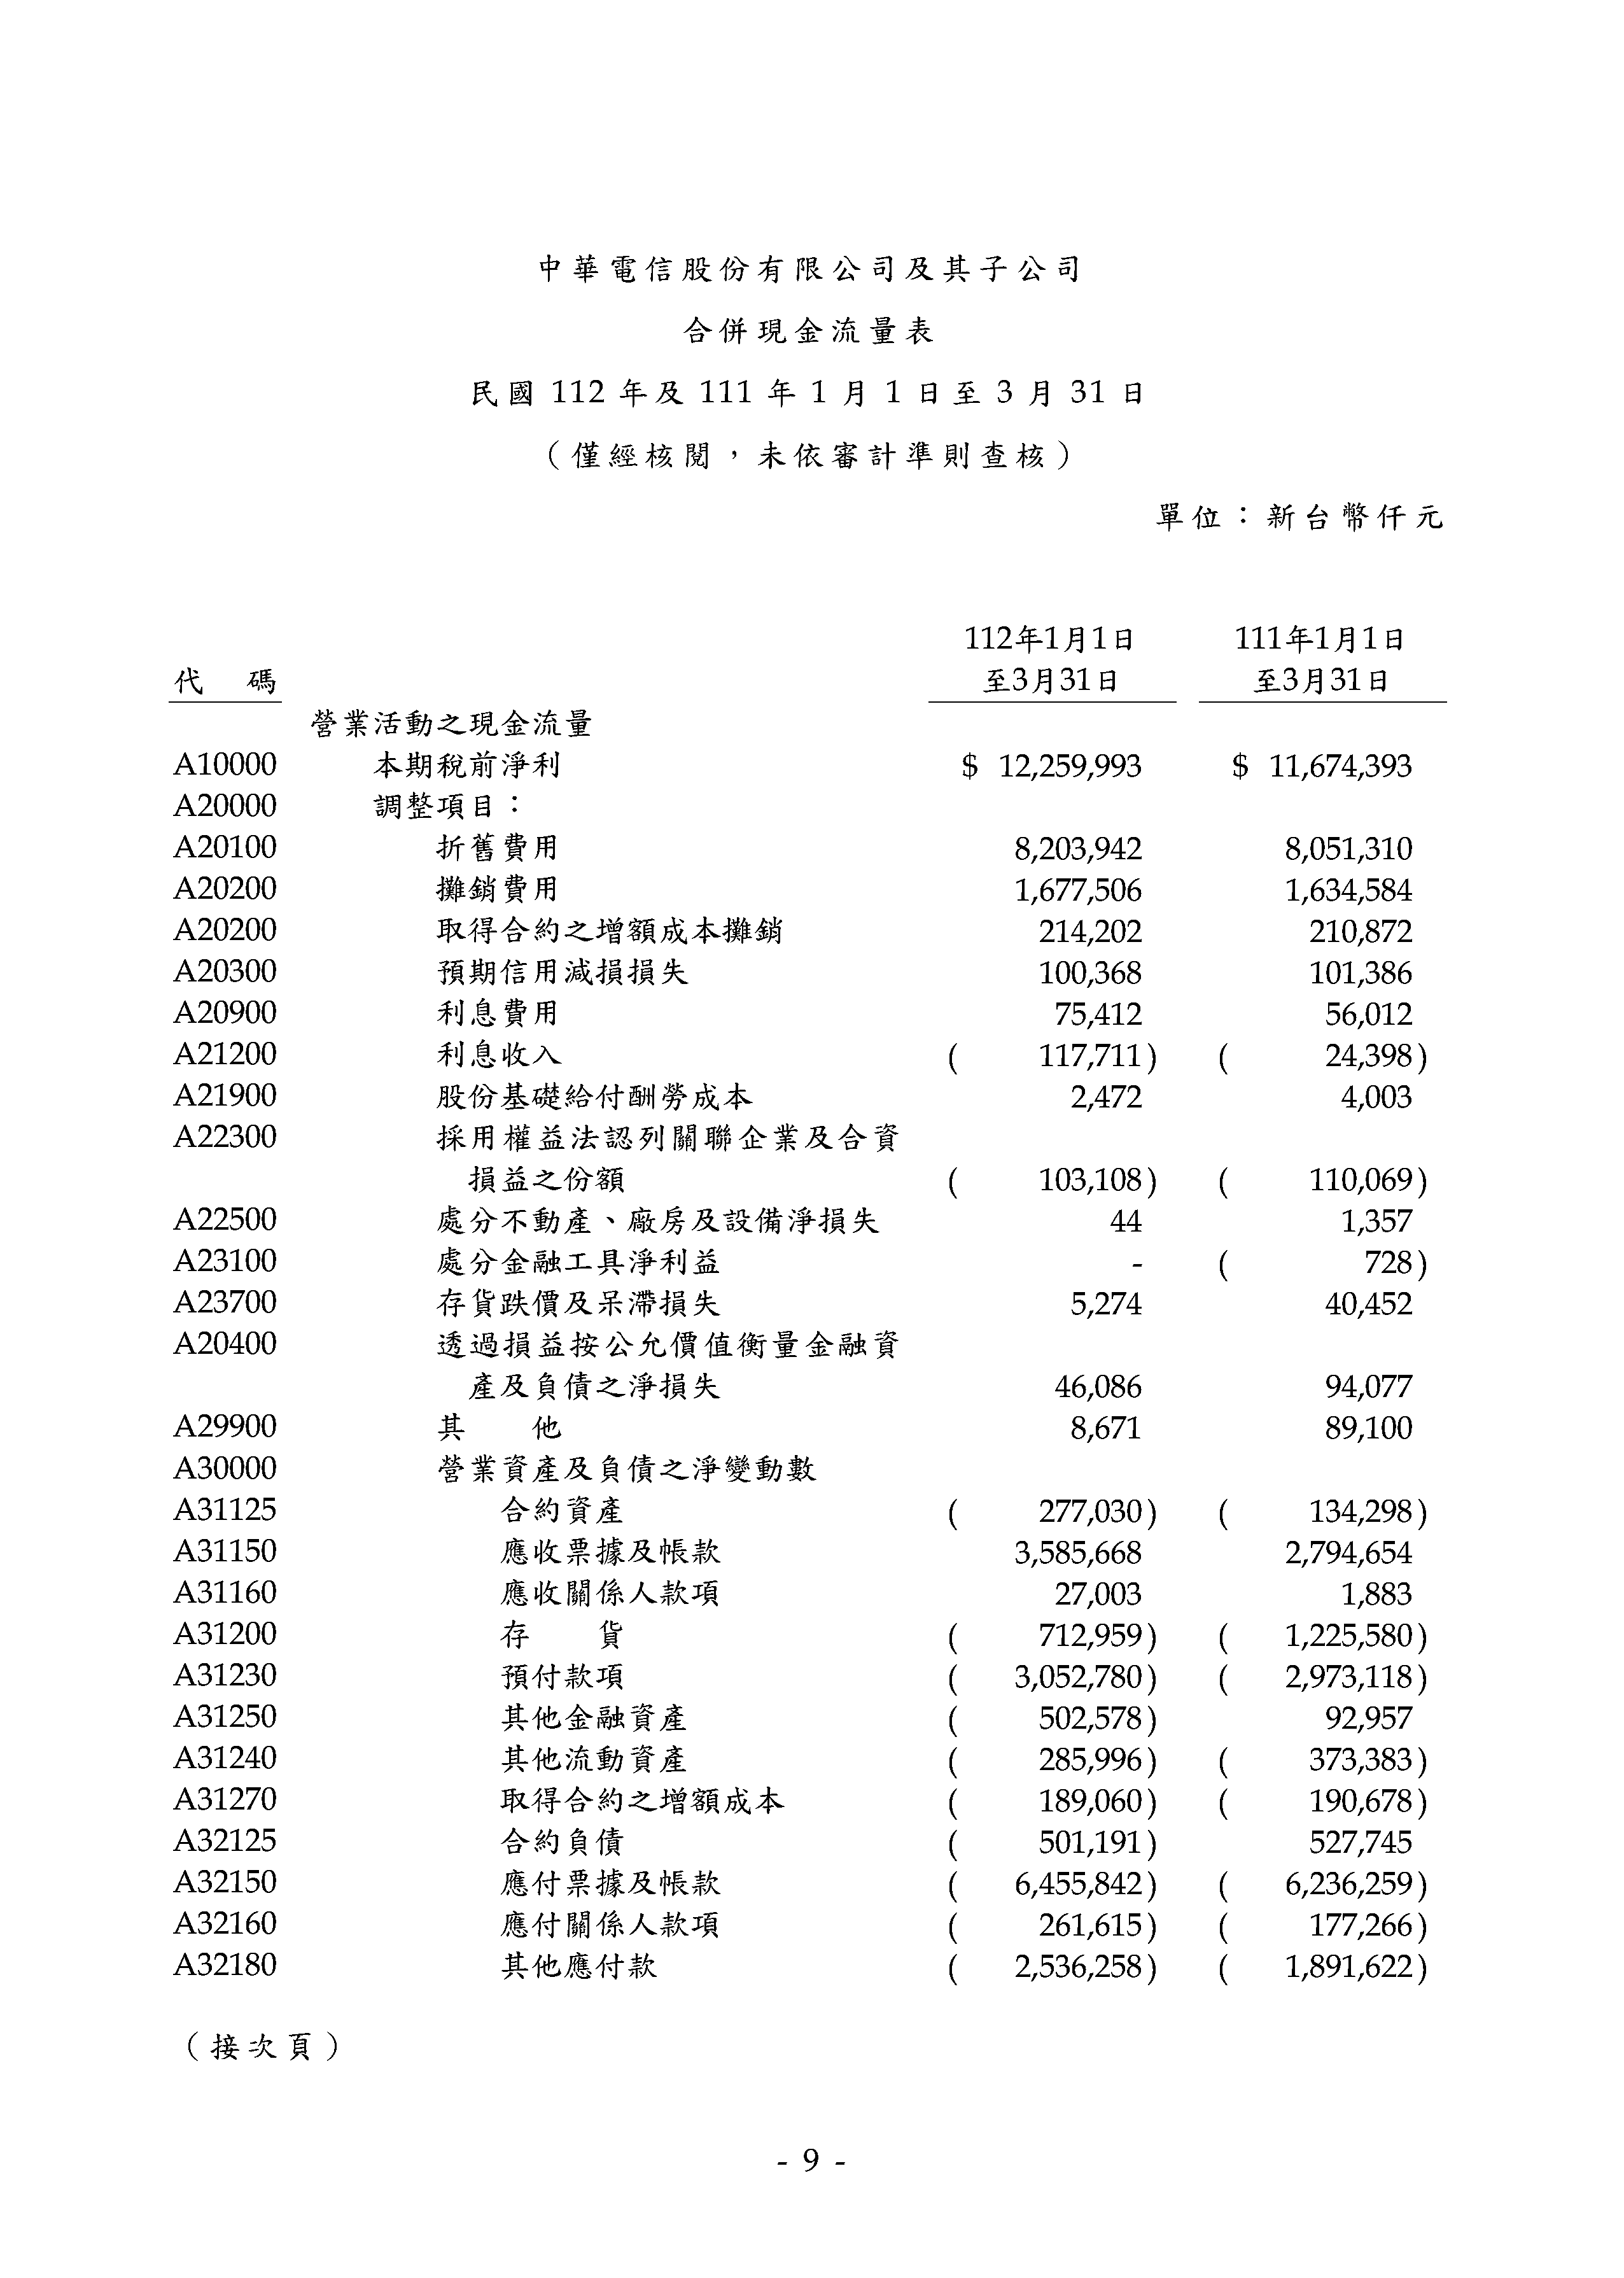 中華電信股份有限公司及其子公司
合併現金流量表
民國 112 年及 111 年 1 月 1 日至 3 月 31 日
（僅經核閱，未依審計準則查核）
單位：新台幣仟元
112年1月1日 111年1月1日
代 碼 至3月31日 至3月31日
營業活動之現金流量
A10000 本期稅前淨利 $ 12,259,993 $ 11,674,393
A20000 調整項目：
A20100 折舊費用 8,203,942 8,051,310
A20200 攤銷費用 1,677,506 1,634,584
A20200 取得合約之增額成本攤銷 214,202 210,872
A20300 預期信用減損損失 100,368 101,386
A20900 利息費用 75,412 56,012
A21200 利息收入 ( 117,711) ( 24,398)
A21900 股份基礎給付酬勞成本 2,472 4,003
A22300 採用權益法認列關聯企業及合資
損益之份額 ( 103,108) ( 110,069)
A22500 處分不動產、廠房及設備淨損失 44 1,357
A23100 處分金融工具淨利益 - ( 728)
A23700 存貨跌價及呆滯損失 5,274 40,452
A20400 透過損益按公允價值衡量金融資
產及負債之淨損失 46,086 94,077
A29900 其 他 8,671 89,100
A30000 營業資產及負債之淨變動數
A31125 合約資產 ( 277,030) ( 134,298)
A31150 應收票據及帳款 3,585,668 2,794,654
A31160 應收關係人款項 27,003 1,883
A31200 存 貨 ( 712,959) ( 1,225,580)
A31230 預付款項 ( 3,052,780) ( 2,973,118)
A31250 其他金融資產 ( 502,578) 92,957
A31240 其他流動資產 ( 285,996) ( 373,383)
A31270 取得合約之增額成本 ( 189,060) ( 190,678)
A32125 合約負債 ( 501,191) 527,745
A32150 應付票據及帳款 ( 6,455,842) ( 6,236,259)
A32160 應付關係人款項 ( 261,615) ( 177,266)
A32180 其他應付款 ( 2,536,258) ( 1,891,622)
（接次頁）
- 9 -